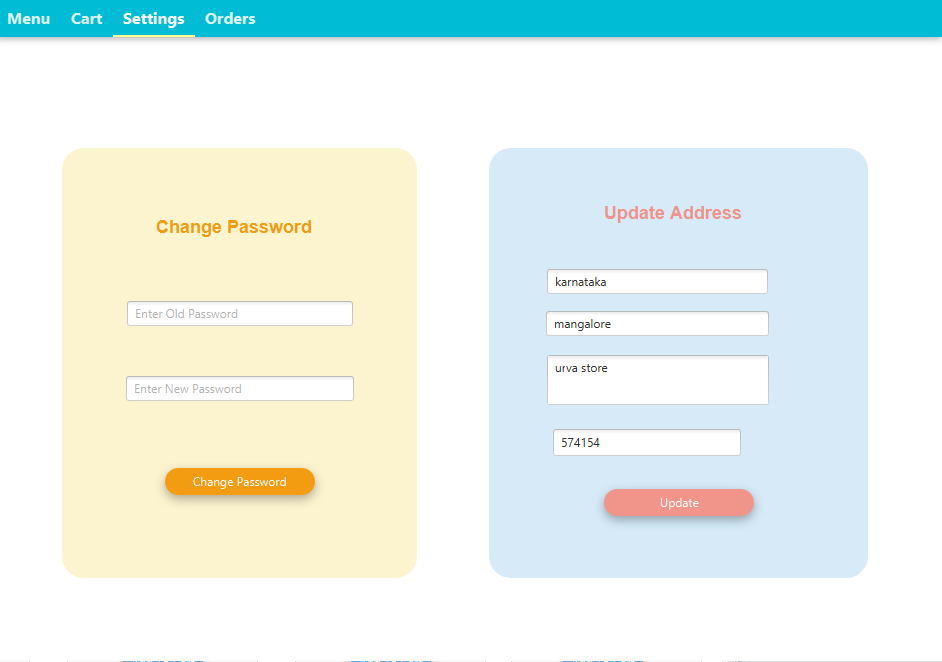 Menu Cart Settings Orders
Change Password
Enter Old Password
Enter New Password
Change Password
Update Address
karnataka
mangalore
urva store
574154
Update